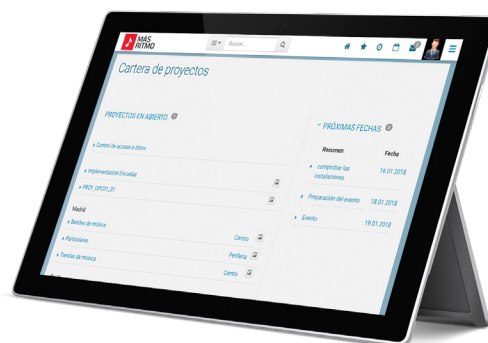 MÁS
RITMO
Buscar...
Cartera de proyectos
PROYECTOS EN ABIERTO
Control de acceso a datos
Implementación Escuelas
PROY_OPC01_01
Madrid
Bandas de música
Centro
Particulares
Periferia
Tiendas de música
Centro
PRÓXIMAS FECHAS
Resumen Fecha
comprobar las
instalaciones
16.01.2018
Preparación del evento 18.01.2018
Evento 19.01.2018